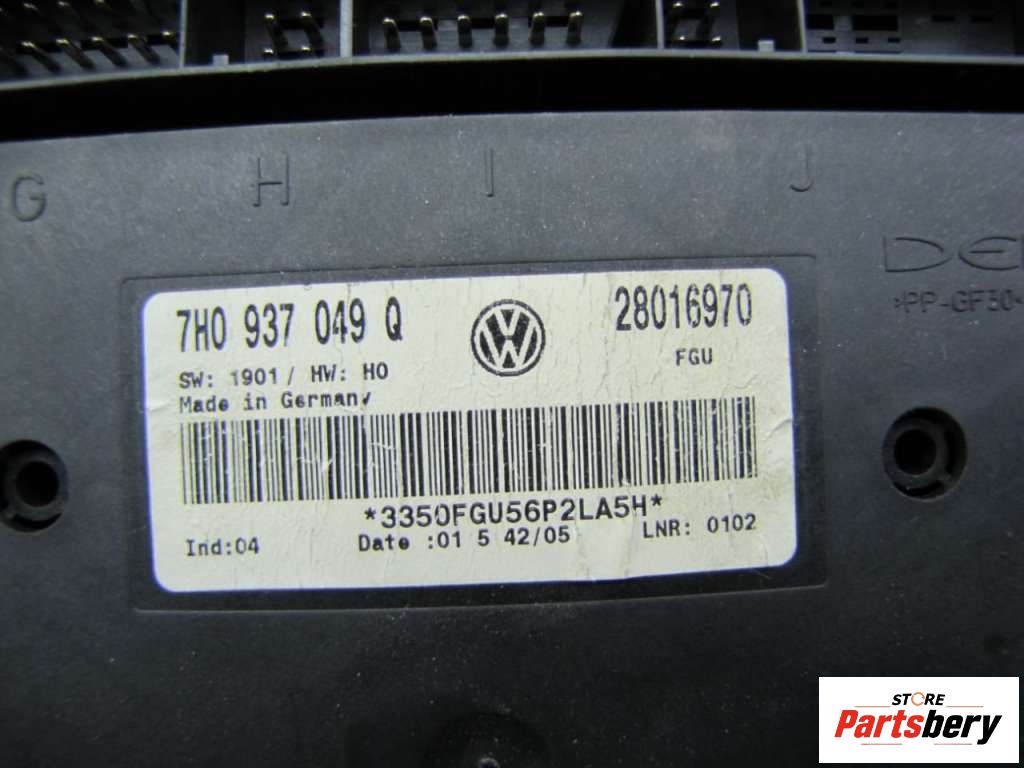 G H I J
DE
>PP-GF30<
7H0 937 049 Q
28016970
FGU
SW: 1901/ HW: H0
Made in Germany
*3350FGU56P2LA5H*
Ind:04 Date :01 5 42/05 LNR: 0102
STORE
Partsbery